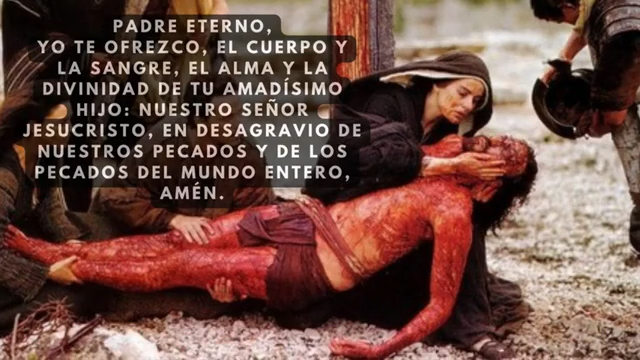 PADRE ETERNO,
YO TE OFREZCO, EL CUERPO Y
LA SANGRE, EL ALMA Y LA
DIVINIDAD DE TU AMADÍSIMO
HIJO: NUESTRO SEÑOR
JESUCRISTO, EN DESAGRAVIO DE
NUESTROS PECADOS Y DE LOS
PECADOS DEL MUNDO ENTERO,
AMÉN.